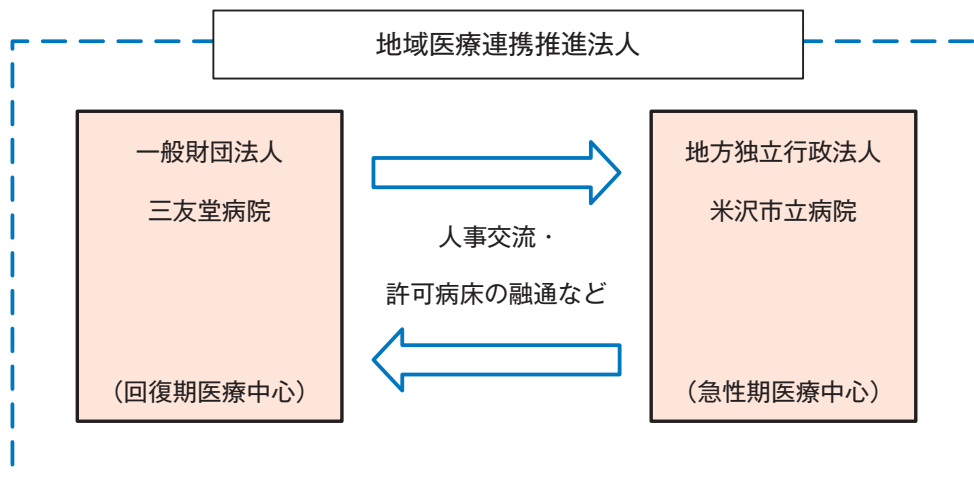 地域医療連携推進法人
一般財団法人
三友堂病院
（回復期医療中心）
人事交流・
許可病床の融通など
地方独立行政法人
米沢市立病院
（急性期医療中心）